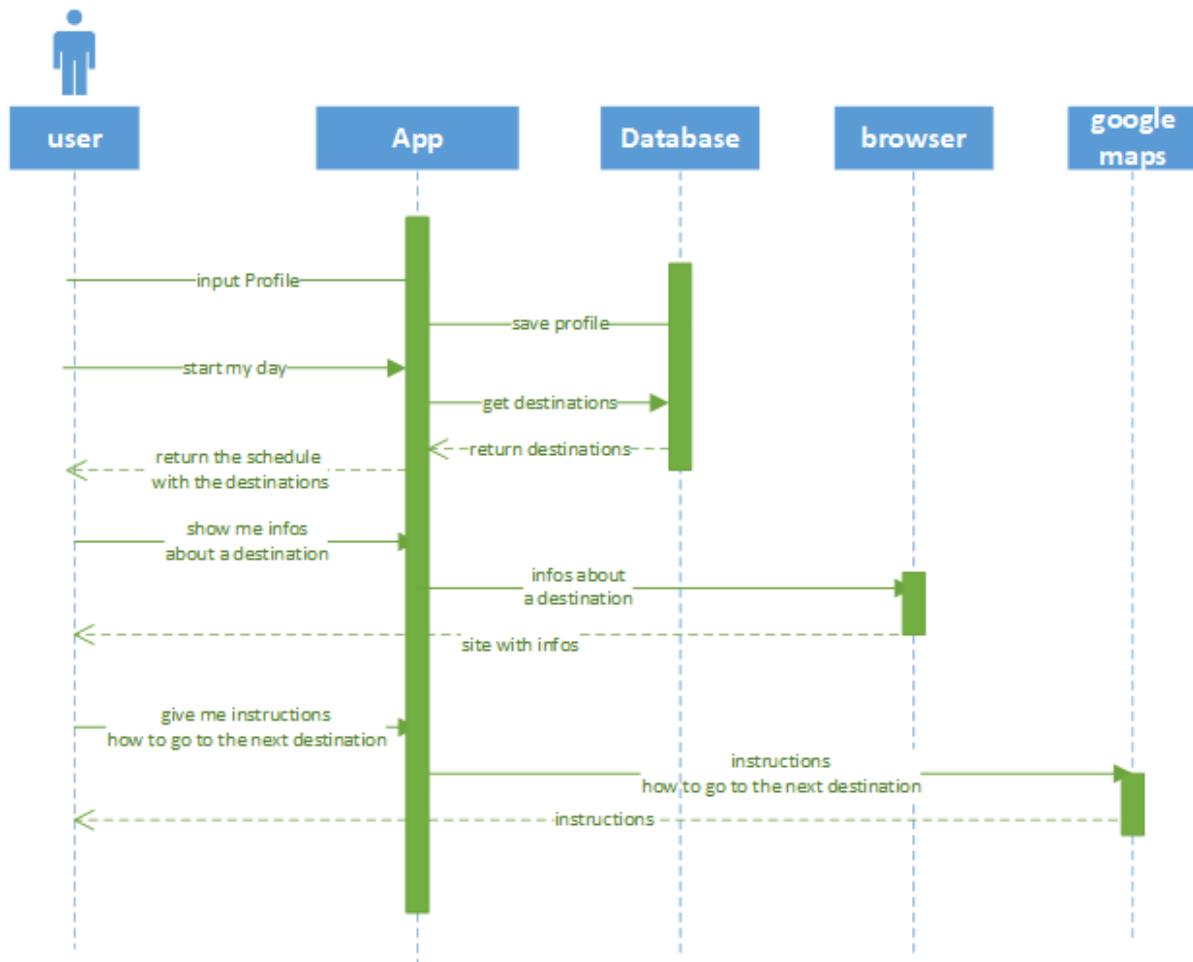 user
App
Database
browser
google
maps
input Profile
save profile
start my day
get destinations
return destinations
return the schedule
with the destinations
show me infos
about a destination
infos about
a destination
site with infos
give me instructions
how to go to the next destination
instructions
how to go to the next destination
instructions